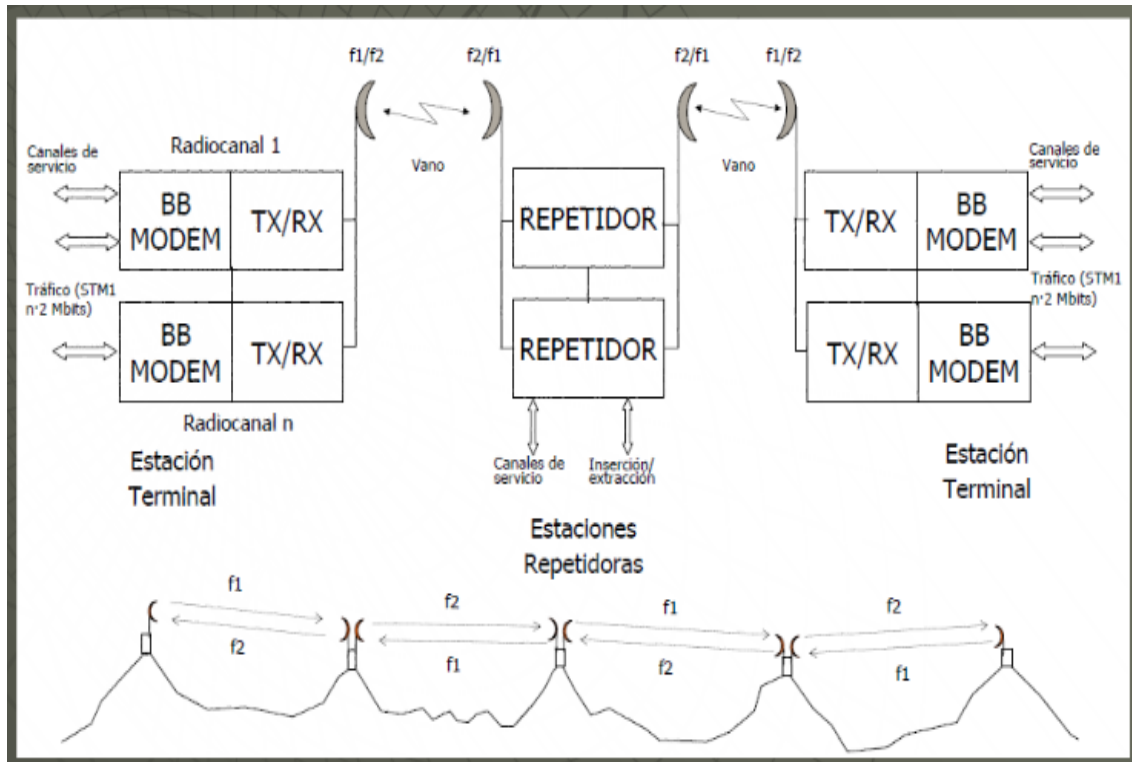 f1/f2
f2/f1
f2/f1
f1/f2
Canales de
servicio
Radiocanal 1
Vano
Vano
Canales de
servicio
BB
MODEM
TX/RX
REPETIDOR
TX/RX
BB
MODEM
Tráfico (STM1
n·2 Mbits)
Tráfico (STM1
n·2 Mbits)
BB
MODEM
TX/RX
REPETIDOR
TX/RX
BB
MODEM
Radiocanal n
Estación
Terminal
Canales de
servicio
Inserción/
extracción
Estación
Terminal
Estaciones
Repetidoras
f1
f2
f1
f2
f2
f1
f2
f1